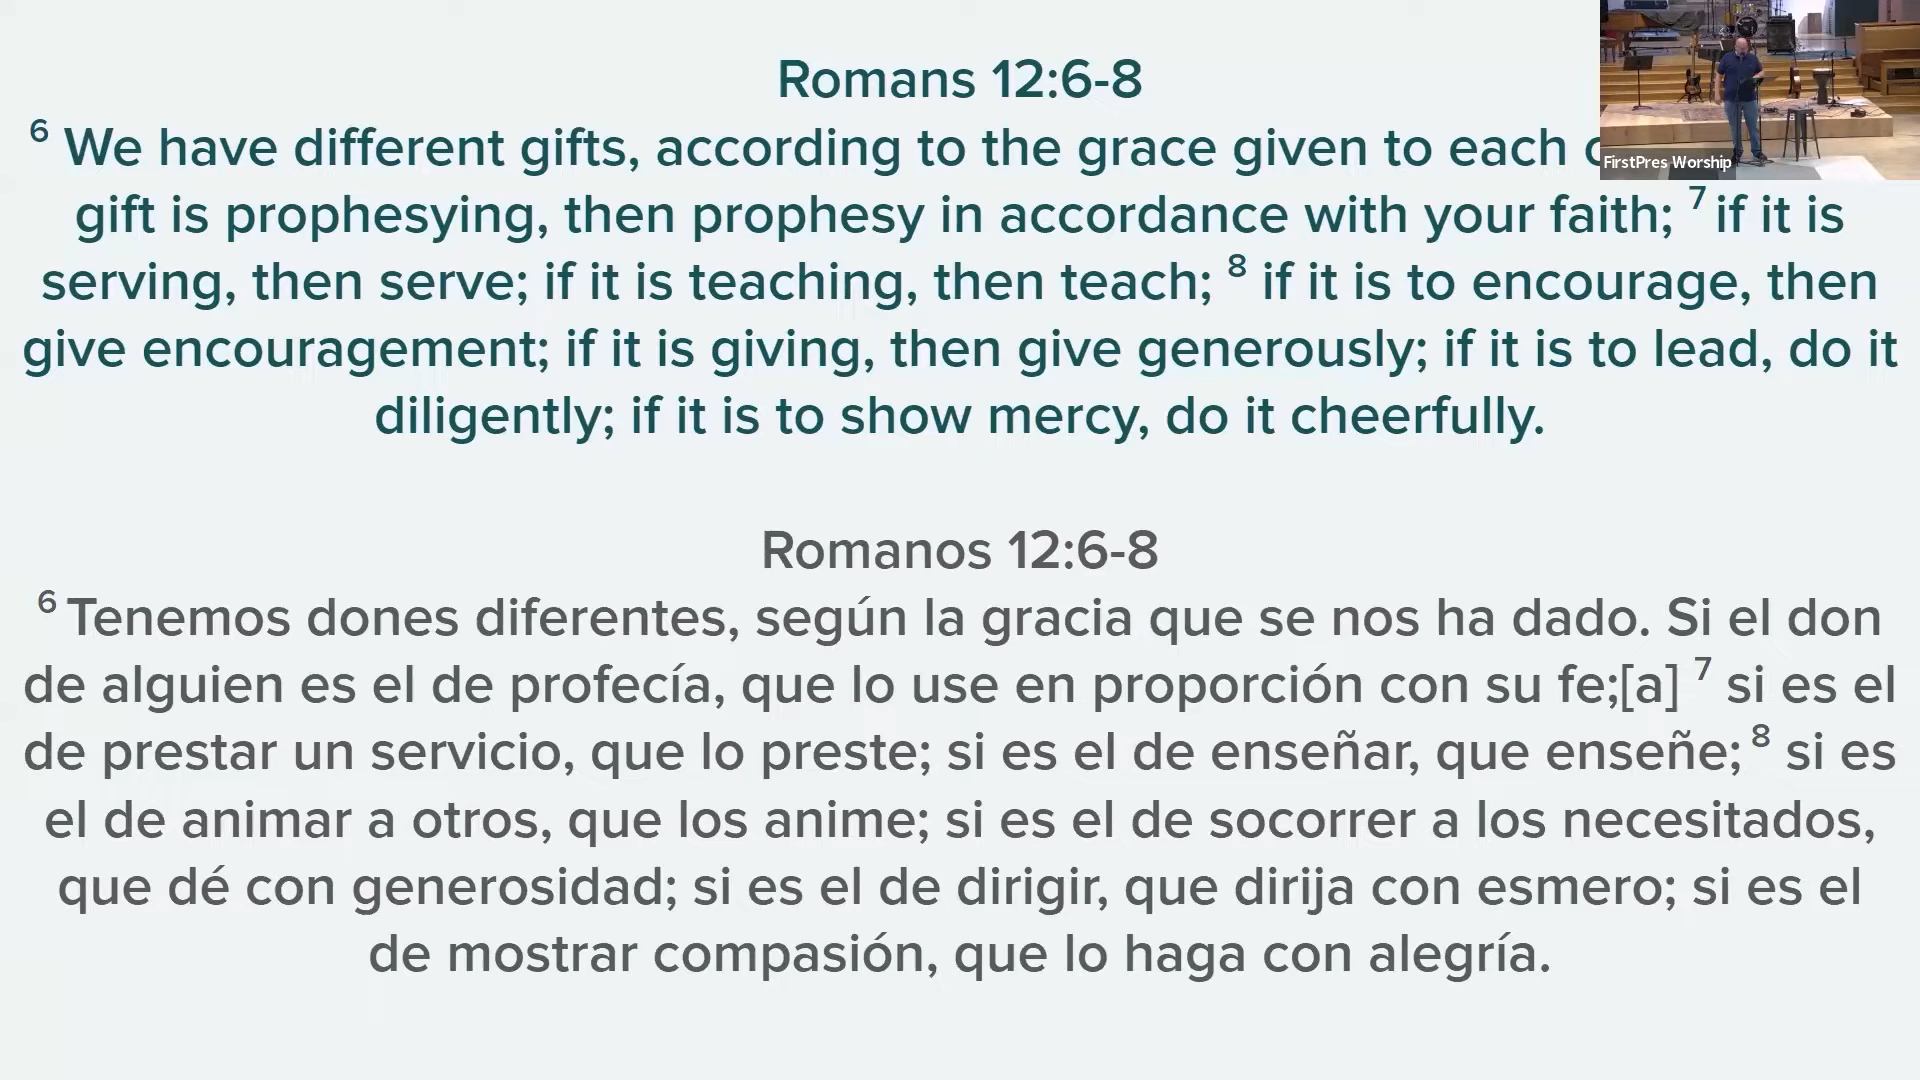 Romans 12:6-8
6 We have different gifts, according to the grace given to each
gift is prophesying, then prophesy in accordance with your faith; 7 if it is
serving, then serve; if it is teaching, then teach; 8 if it is to encourage, then
give encouragement; if it is giving, then give generously; if it is to lead, do it
diligently; if it is to show mercy, do it cheerfully.
FirstPres Worship
Romanos 12:6-8
6 Tenemos dones diferentes, según la gracia que se nos ha dado. Si el don
de alguien es el de profecía, que lo use en proporción con su fe;[a] 7 si es el
de prestar un servicio, que lo preste; si es el de enseñar, que enseñe; 8 si es
el de animar a otros, que los anime; si es el de socorrer a los necesitados,
que dé con generosidad; si es el de dirigir, que dirija con esmero; si es el
de mostrar compasión, que lo haga con alegría.